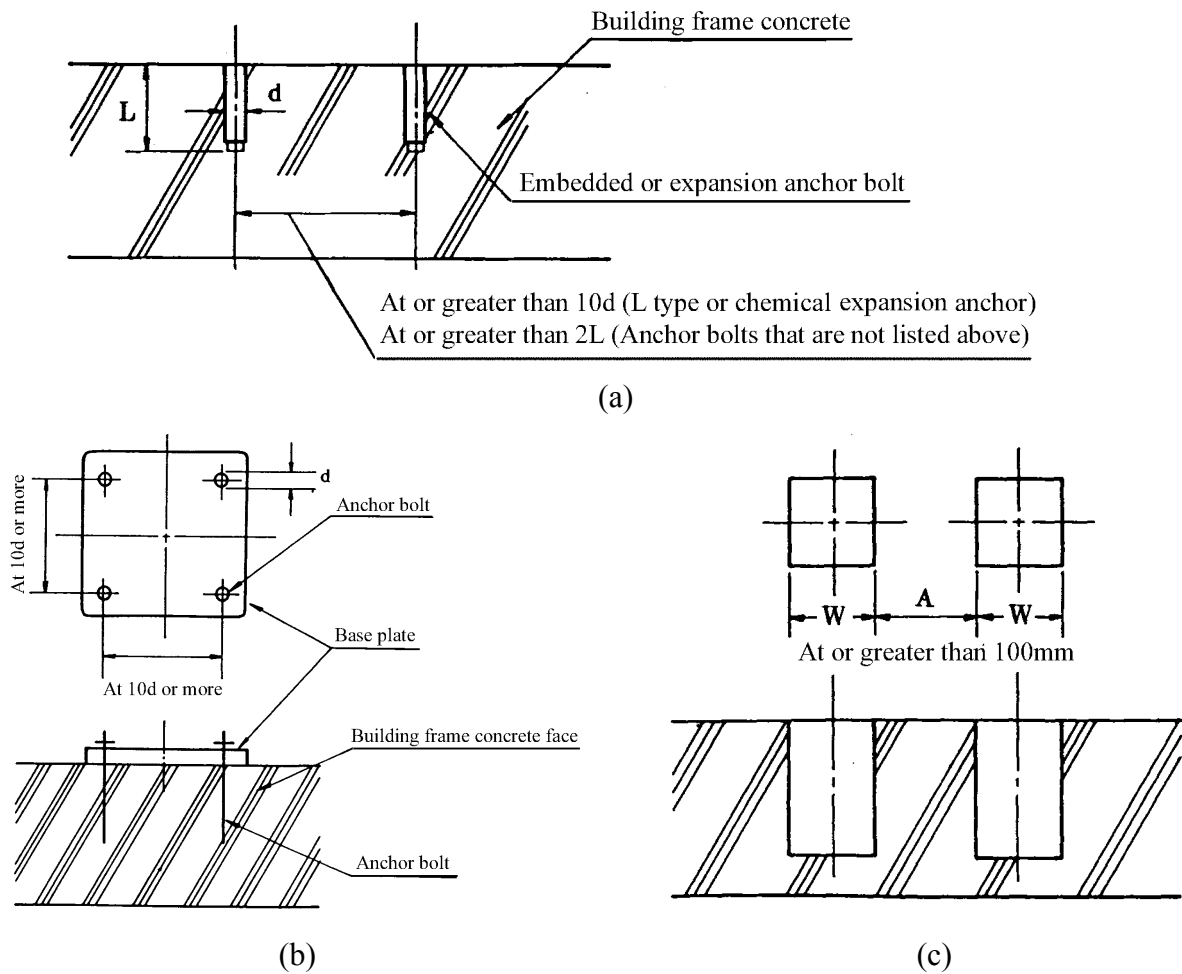 Building frame concrete
L
d
Embedded or expansion anchor bolt
At or greater than 10d (L type or chemical expansion anchor)
At or greater than 2L (Anchor bolts that are not listed above)
(a)
At 10d or more
d
Anchor bolt
Base plate
At 10d or more
Building frame concrete face
Anchor bolt
(b)
W
A
W
At or greater than 100mm
(c)